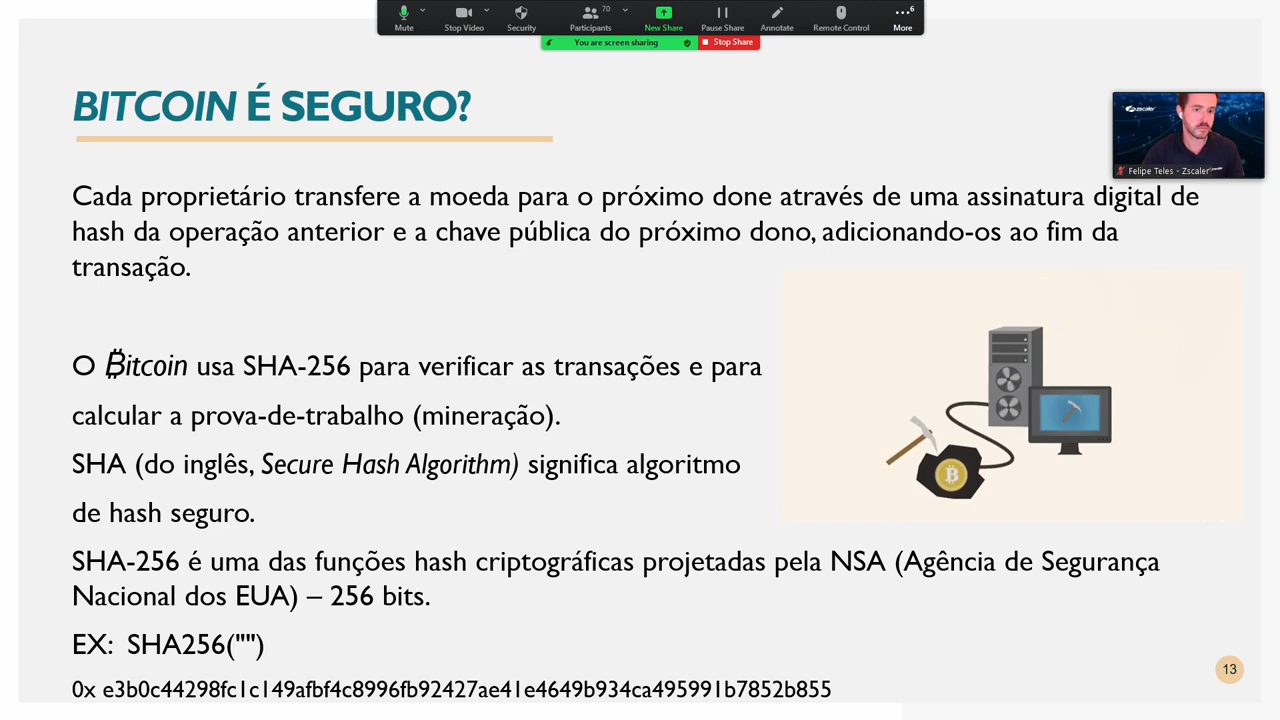 Mute
Stop Video
Security
Participants
70
New Share
Pause Share
Annotate
Remote Control
6
More
You are screen sharing
Stop Share
BITCOIN É SEGURO?
zscaler
Felipe Teles - Zscaler
Cada proprietário transfere a moeda para o próximo done através de uma assinatura digital de
hash da operação anterior e a chave pública do próximo dono, adicionando-os ao fim da
transação.
O ₿itcoin usa SHA-256 para verificar as transações e para
calcular a prova-de-trabalho (mineração).
SHA (do inglês, Secure Hash Algorithm) significa algoritmo
de hash seguro.
SHA-256 é uma das funções hash criptográficas projetadas pela NSA (Agência de Segurança
Nacional dos EUA) – 256 bits.
EX: SHA256("")
0x e3b0c44298fc1c149afbf4c8996fb92427ae41e4649b934ca495991b7852b855
13